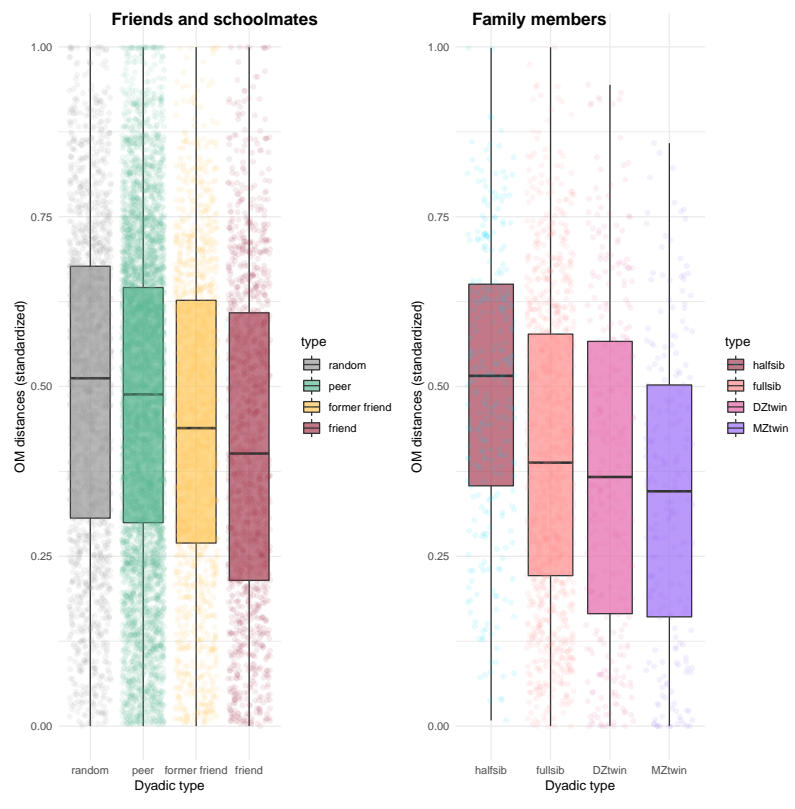 Friends and schoolmates
OM distances (standardized)
1.00
0.75
0.50
0.25
0.00
random peer former friend friend
Dyadic type
type
random
peer
former friend
friend
Family members
OM distances (standardized)
1.00
0.75
0.50
0.25
0.00
halfsib fullsib DZtwin MZtwin
Dyadic type
type
halfsib
fullsib
DZtwin
MZtwin